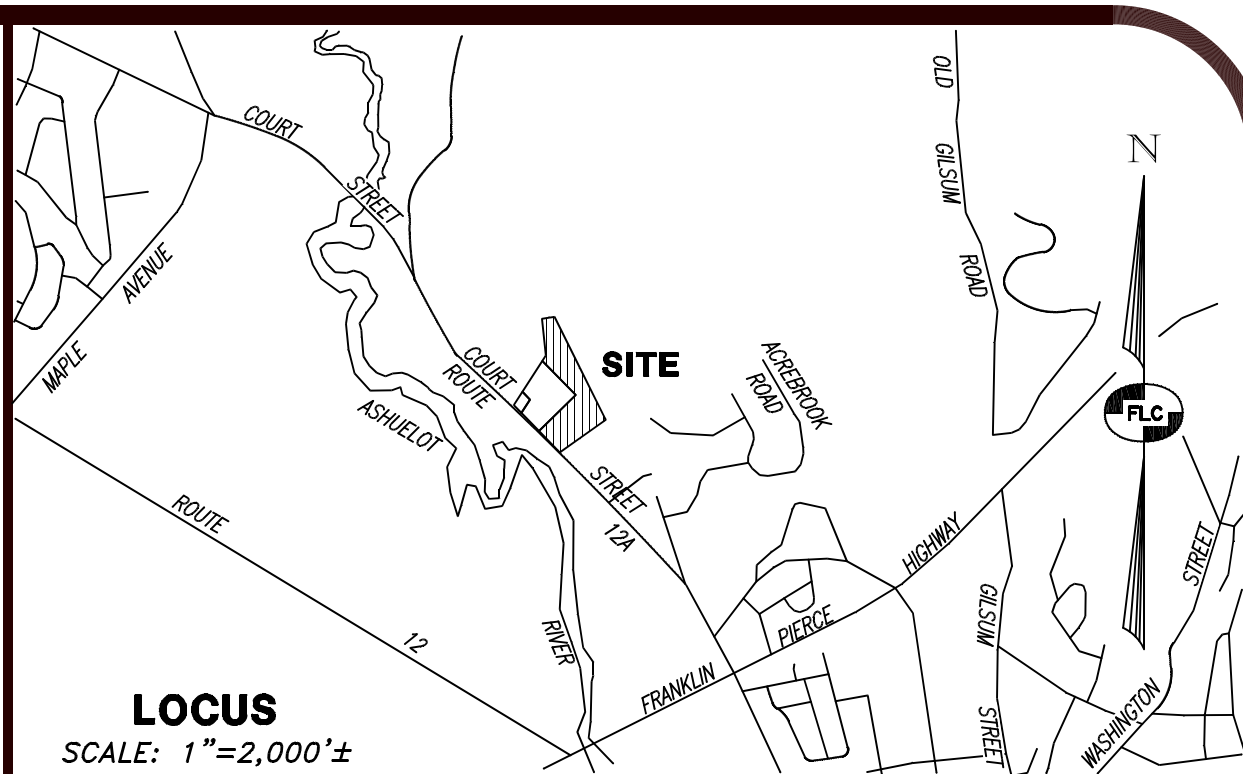 COURT
STREET
OLD
GILSUM
ROAD
N
MAPLE
AVENUE
COURT
ROUTE
SITE
ACREBROOK
ROAD
FLC
ASHUELOT
RIVER
STREET
12A
ROUTE
12
FRANKLIN
PIERCE
HIGHWAY
GILSUM
STREET
WASHINGTON
STREET
LOCUS
SCALE: 1"=2,000'±